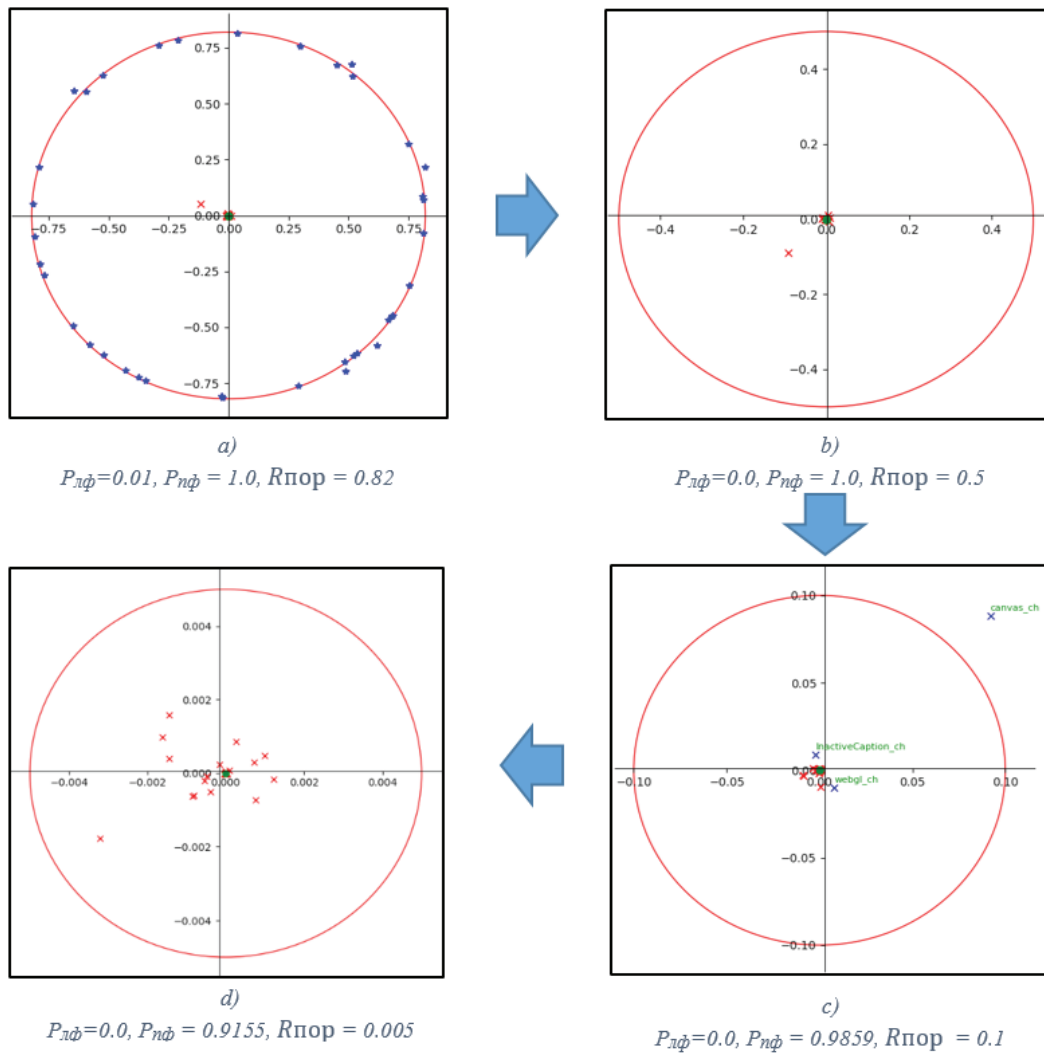 0.75
0.50
0.25
0.00
−0.75 −0.50 −0.25 0.00 0.25 0.50 0.75
−0.25
−0.50
−0.75
a)
Pлф=0.01, Pпф = 1.0, Rпор = 0.82
0.4
0.2
0.0
−0.4 −0.2 0.0 0.2 0.4
−0.2
−0.4
b)
Pлф=0.0, Pпф = 1.0, Rпор = 0.5
0.10
canvas_ch
0.05
InactiveCaption_ch
0.00
webgl_ch
−0.10 −0.05 0.00 0.05 0.10
−0.05
−0.10
c)
Pлф=0.0, Pпф = 0.9859, Rпор = 0.1
0.004
0.002
0.000
−0.004 −0.002 0.000 0.002 0.004
−0.002
−0.004
d)
Pлф=0.0, Pпф = 0.9155, Rпор = 0.005